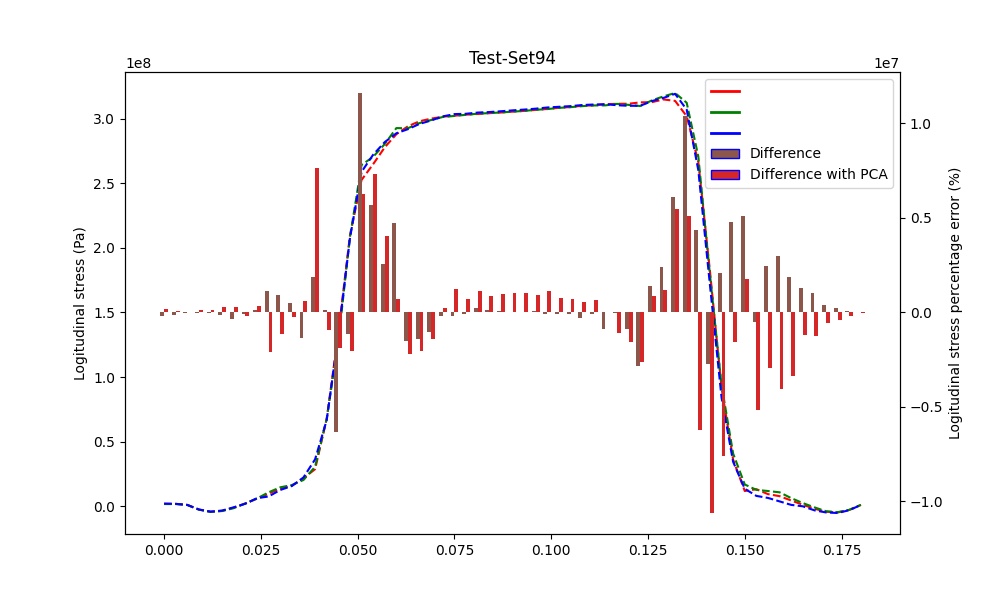 Test-Set94
1e8
1e7
3.0
2.5
2.0
1.5
1.0
0.5
0.0
Logitudinal stress (Pa)
1.0
0.5
0.0
−0.5
−1.0
Logitudinal stress percentage error (%)
Difference
Difference with PCA
0.000
0.025
0.050
0.075
0.100
0.125
0.150
0.175